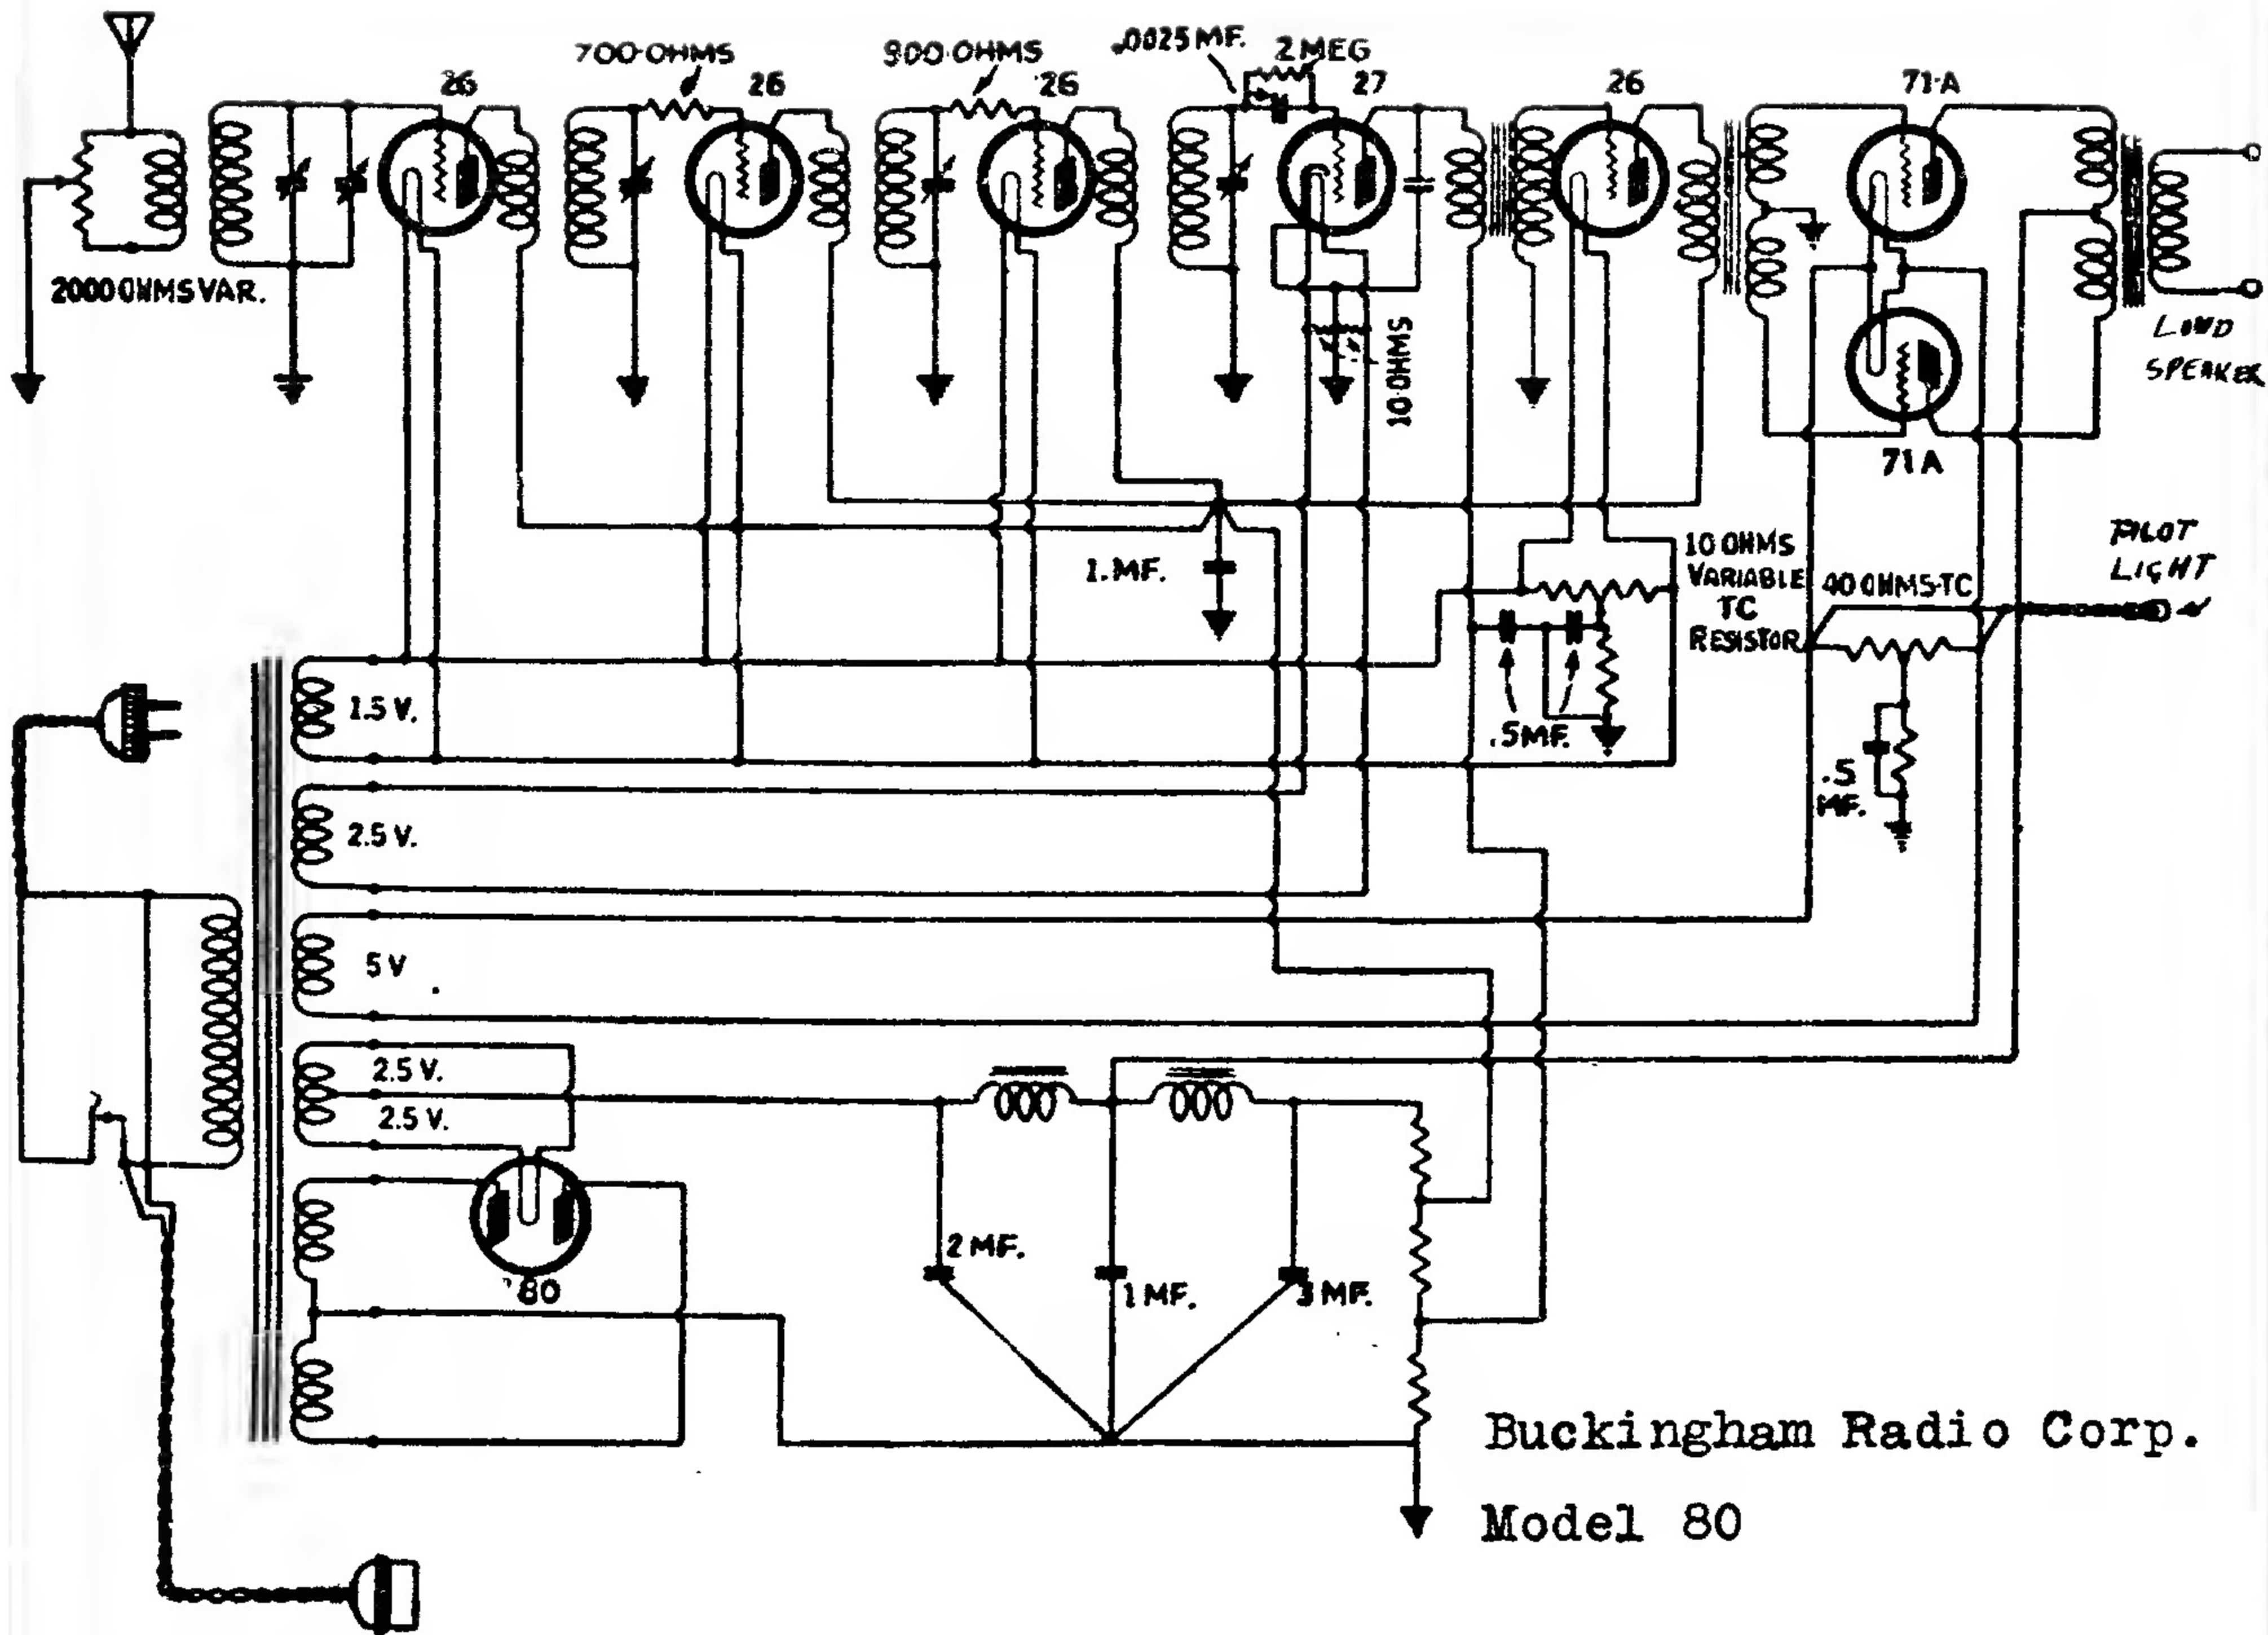 700·OHMS
900·OHMS
.0025 MF.
2 MEG
26
26
26
27
26
71·A
2000 OHMS VAR.
10 OHMS
LOUD
SPEAKER
71A
1. MF.
10 OHMS
VARIABLE
TC
RESISTOR
40 OHMS·TC
PILOT
LIGHT
1.5 V.
.5MF.
.5
MF.
2.5 V.
5 V
2.5 V.
2.5 V.
'80
2 MF.
1 MF.
3 MF.
Buckingham Radio Corp.
Model 80